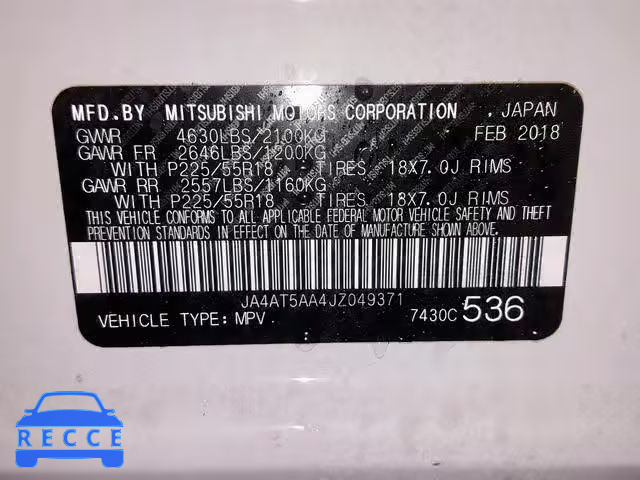 MFD.BY MITSUBISHI MOTORS CORPORATION , JAPAN
GVWR 4630LBS/2100KG FEB 2018
GAWR FR 2646LBS/1200KG
WITH P225/55R18 TIRES, 18X7.0J RIMS
GAWR RR 2557LBS/1160KG
WITH P225/55R18 TIRES, 18X7.0J RIMS
THIS VEHICLE CONFORMS TO ALL APPLICABLE FEDERAL MOTOR VEHICLE SAFETY AND THEFT
PREVENTION STANDARDS IN EFFECT ON THE DATE OF MANUFACTURE SHOWN ABOVE.
JA4AT5AA4JZ049371
VEHICLE TYPE: MPV 7430C 536
RECCE